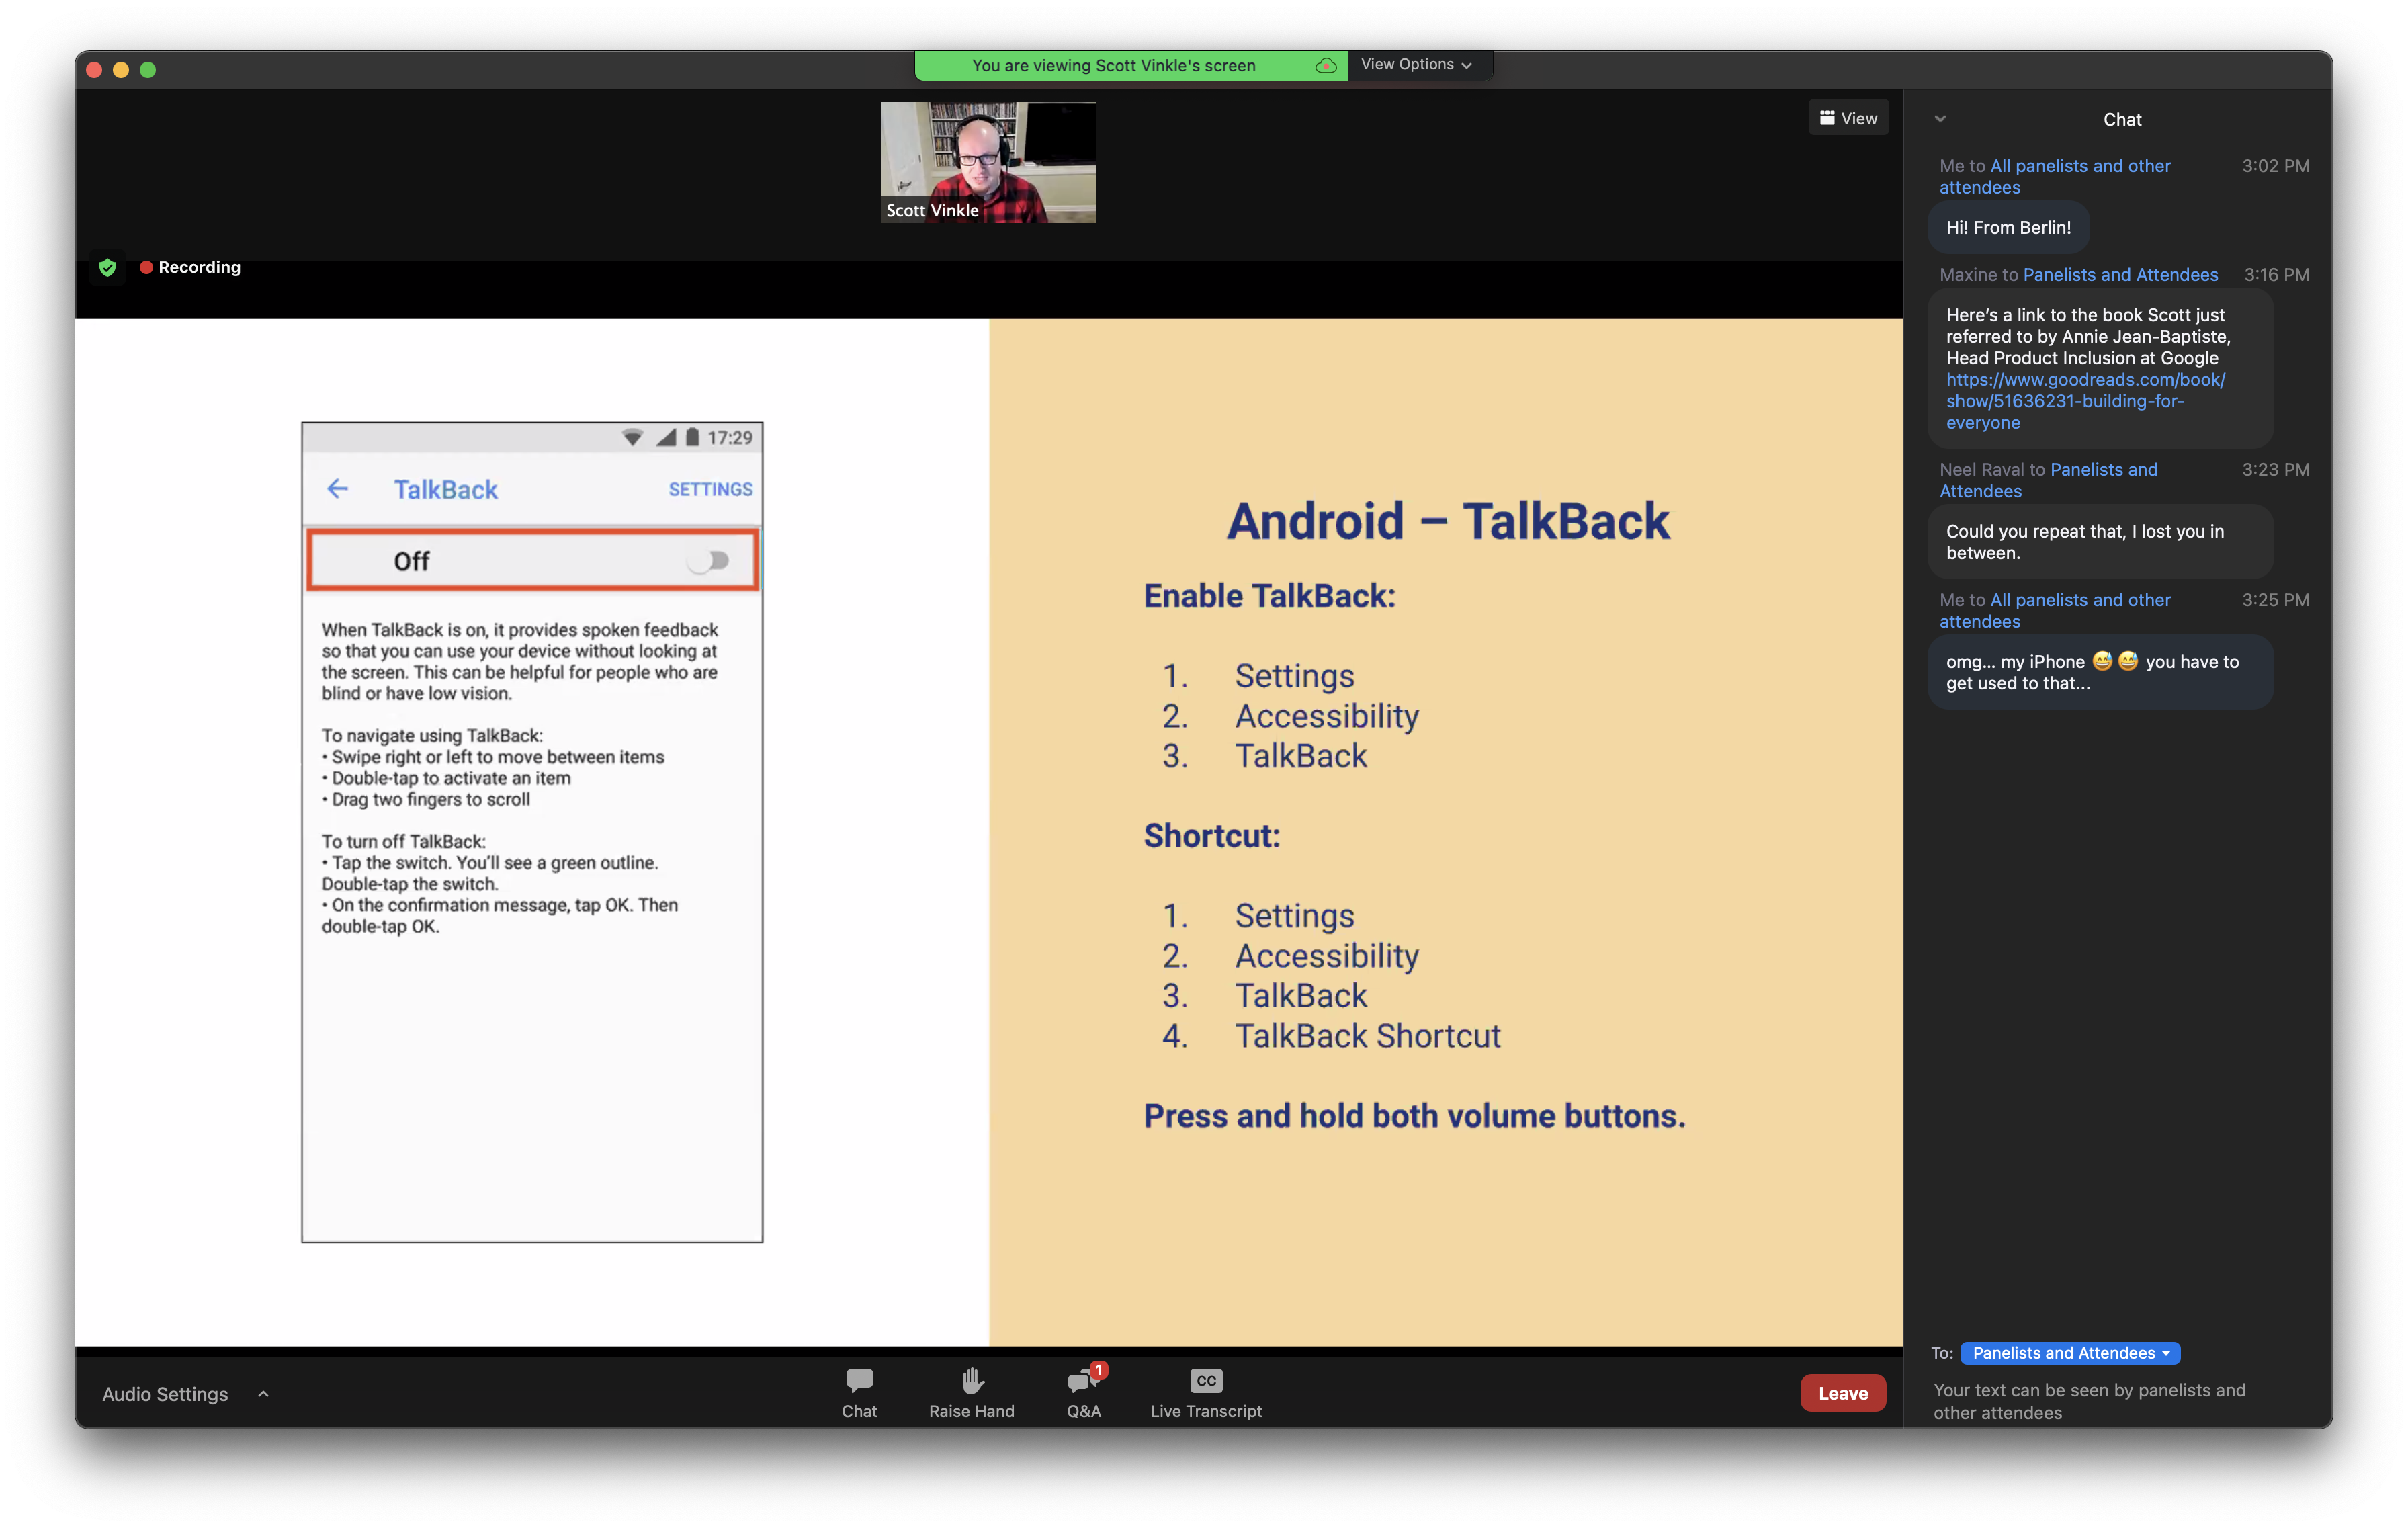 You are viewing Scott Vinkle's screen
View Options
Scott Vinkle
View
Recording
17:29
TalkBack
SETTINGS
Off
When TalkBack is on, it provides spoken feedback
so that you can use your device without looking at
the screen. This can be helpful for people who are
blind or have low vision.
To navigate using TalkBack:
• Swipe right or left to move between items
• Double-tap to activate an item
• Drag two fingers to scroll
To turn off TalkBack:
• Tap the switch. You'll see a green outline.
Double-tap the switch.
• On the confirmation message, tap OK. Then
double-tap OK.
Android – TalkBack
Enable TalkBack:
1. Settings
2. Accessibility
3. TalkBack
Shortcut:
1. Settings
2. Accessibility
3. TalkBack
4. TalkBack Shortcut
Press and hold both volume buttons.
Chat
Me to All panelists and other
attendees
3:02 PM
Hi! From Berlin!
Maxine to Panelists and Attendees
3:16 PM
Here's a link to the book Scott just
referred to by Annie Jean-Baptiste,
Head Product Inclusion at Google
https://www.goodreads.com/book/
show/51636231-building-for-
everyone
Neel Raval to Panelists and
Attendees
3:23 PM
Could you repeat that, I lost you in
between.
Me to All panelists and other
attendees
3:25 PM
omg... my iPhone 😅😅 you have to
get used to that...
To: Panelists and Attendees
Your text can be seen by panelists and
other attendees
Audio Settings
Chat
Raise Hand
1
Q&A
CC
Live Transcript
Leave